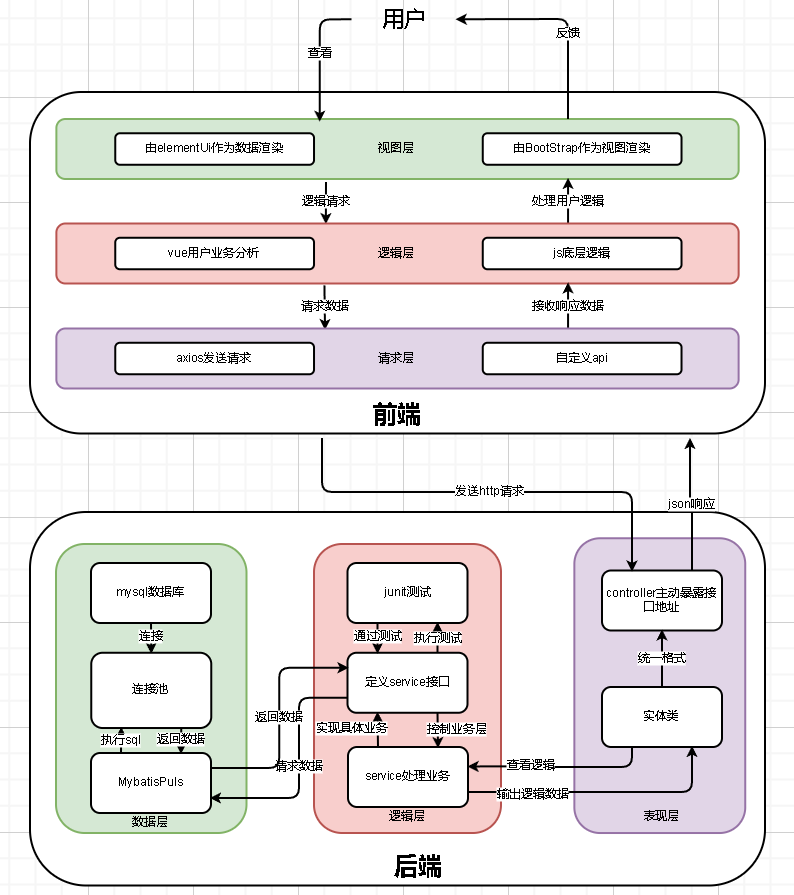 用户
查看
反馈
由elementUi作为数据渲染
视图层
由BootStrap作为视图渲染
逻辑请求
处理用户逻辑
vue用户业务分析
逻辑层
js底层逻辑
请求数据
接收响应数据
axios发送请求
请求层
自定义api
前端
发送http请求
json响应
mysql数据库
连接
连接池
执行sql
返回数据
MybatisPuls
数据层
返回数据
请求数据
junit测试
通过测试
执行测试
定义service接口
实现具体业务
控制业务层
service处理业务
逻辑层
查看逻辑
输出逻辑数据
controller主动暴露接
口地址
统一格式
实体类
表现层
后端